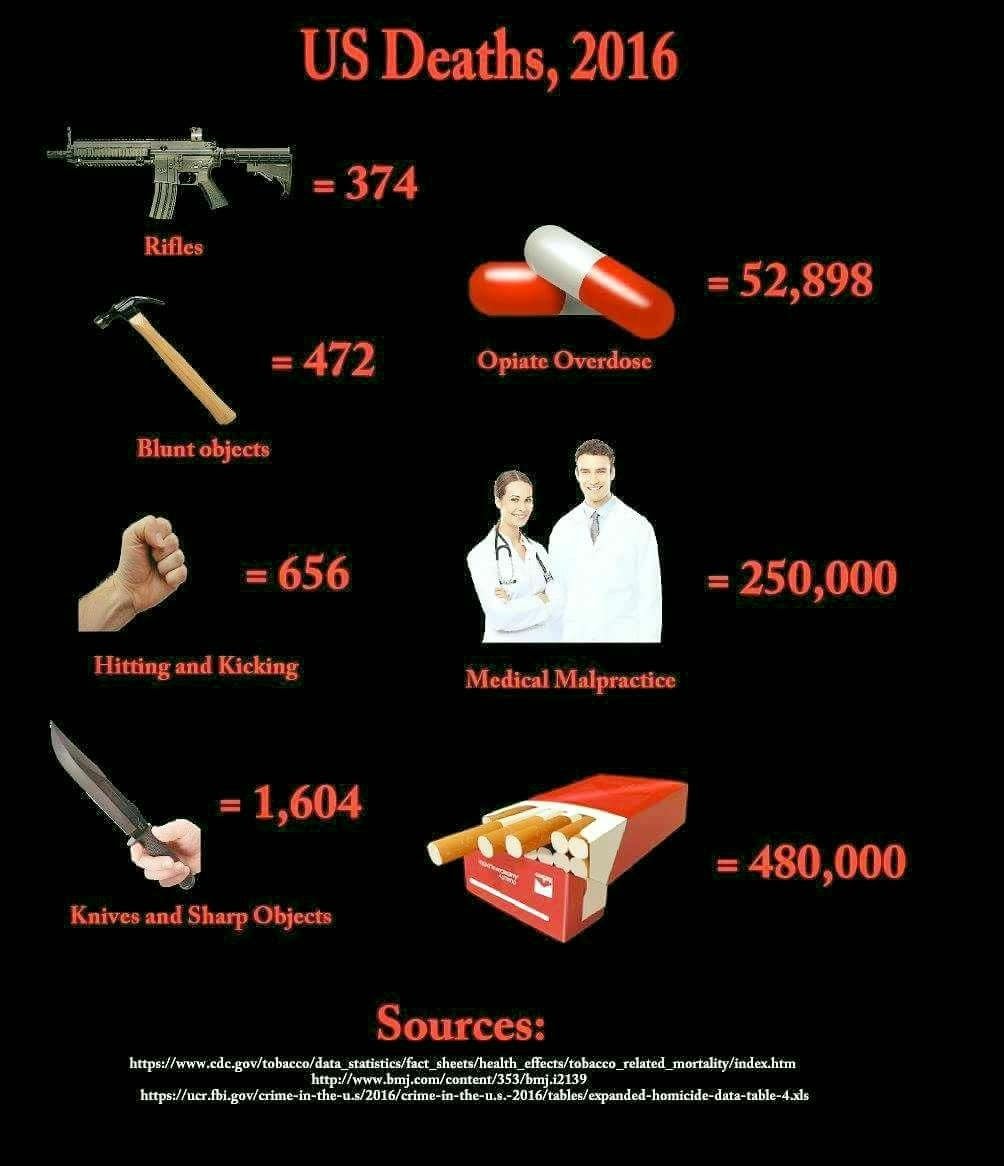 US Deaths, 2016
= 374
Rifles
= 52,898
Opiate Overdose
= 472
Blunt objects
= 656
Hitting and Kicking
= 250,000
Medical Malpractice
= 1,604
Knives and Sharp Objects
= 480,000
Sources:
https://www.cdc.gov/tobacco/data_statistics/fact_sheets/health_effects/tobacco_related_mortality/index.htm
http://www.bmj.com/content/353/bmj.i2139
https://ucr.fbi.gov/crime-in-the-u.s/2016/crime-in-the-u.s.-2016/tables/expanded-homicide-data-table-4.xls